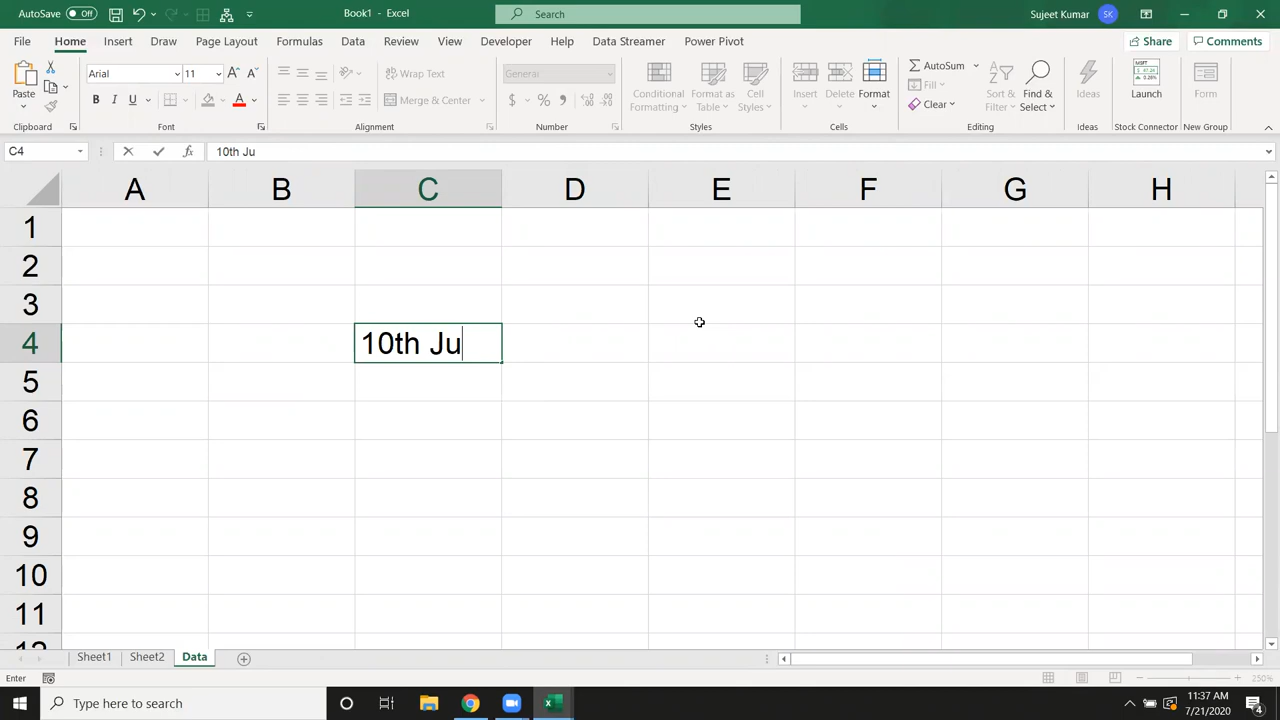 AutoSave Off Book1 - Excel Search Sujeet Kumar SK
File Home Insert Draw Page Layout Formulas Data Review View Developer Help Data Streamer Power Pivot Share Comments
Paste Arial 11 A A Wrap Text General Conditional Formatting Format as Table Cell Styles Insert Delete Format AutoSum Fill Clear Sort & Filter Find & Select Ideas MSFT Launch Form
B I U A Merge & Center $ %
Clipboard Font Alignment Number Styles Cells Editing Ideas Stock Connector New Group
C4 fx 10th Ju
A B C D E F G H
1
2
3
4 10th Ju
5
6
7
8
9
10
11
12
Sheet1 Sheet2 Data
Enter 250%
Type here to search 11:37 AM
7/21/2020 4